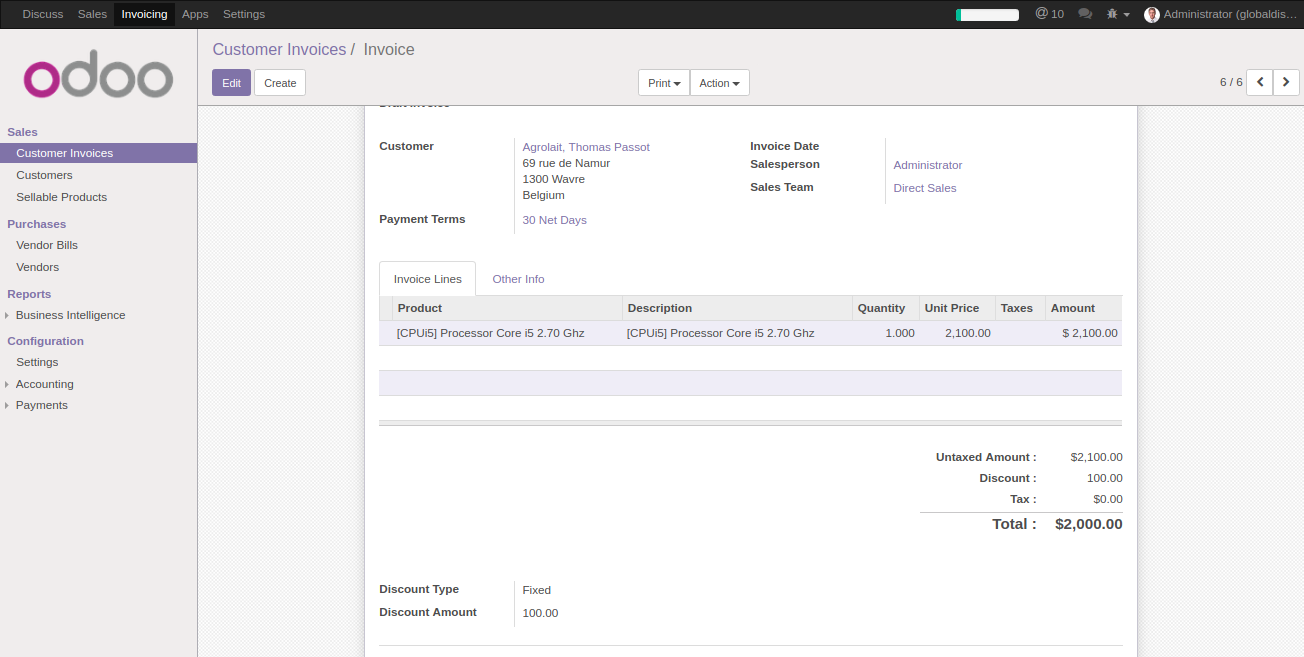 Discuss Sales Invoicing Apps Settings @ 10 Administrator (globaldis...
odoo
Customer Invoices / Invoice
Edit Create Print Action 6 / 6
Sales
Customer Invoices
Customers
Sellable Products
Purchases
Vendor Bills
Vendors
Reports
Business Intelligence
Configuration
Settings
Accounting
Payments
Customer
Agrolait, Thomas Passot
69 rue de Namur
1300 Wavre
Belgium
Payment Terms 30 Net Days
Invoice Date
Salesperson Administrator
Sales Team Direct Sales
Invoice Lines Other Info
Product Description Quantity Unit Price Taxes Amount
[CPUi5] Processor Core i5 2.70 Ghz [CPUi5] Processor Core i5 2.70 Ghz 1.000 2,100.00 $ 2,100.00
Untaxed Amount : $2,100.00
Discount : 100.00
Tax : $0.00
Total : $2,000.00
Discount Type Fixed
Discount Amount 100.00